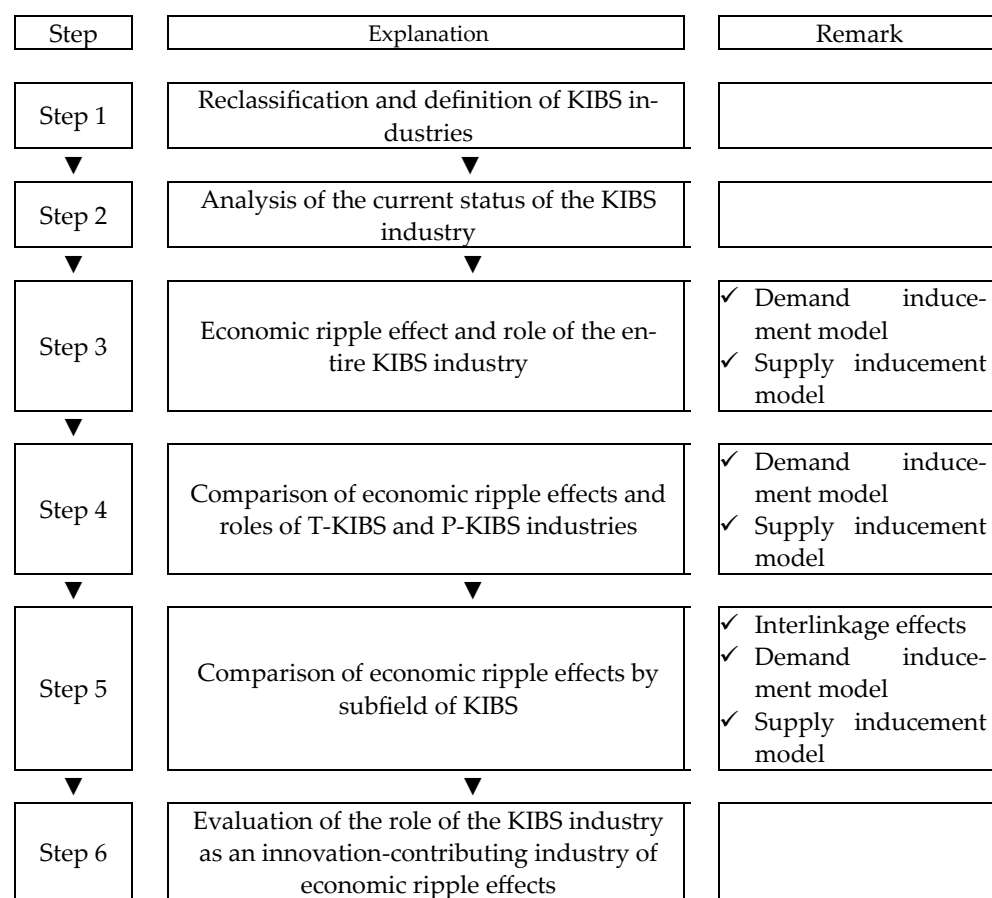 Step
Explanation
Remark
Step 1
Reclassification and definition of KIBS in-
dustries
▼
▼
Step 2
Analysis of the current status of the KIBS
industry
▼
▼
Step 3
Economic ripple effect and role of the en-
tire KIBS industry
✓ Demand induce-
ment model
✓ Supply inducement
model
▼
Step 4
Comparison of economic ripple effects and
roles of T-KIBS and P-KIBS industries
✓ Demand induce-
ment model
✓ Supply inducement
model
▼
▼
Step 5
Comparison of economic ripple effects by
subfield of KIBS
✓ Interlinkage effects
✓ Demand induce-
ment model
✓ Supply inducement
model
▼
▼
Step 6
Evaluation of the role of the KIBS industry
as an innovation-contributing industry of
economic ripple effects